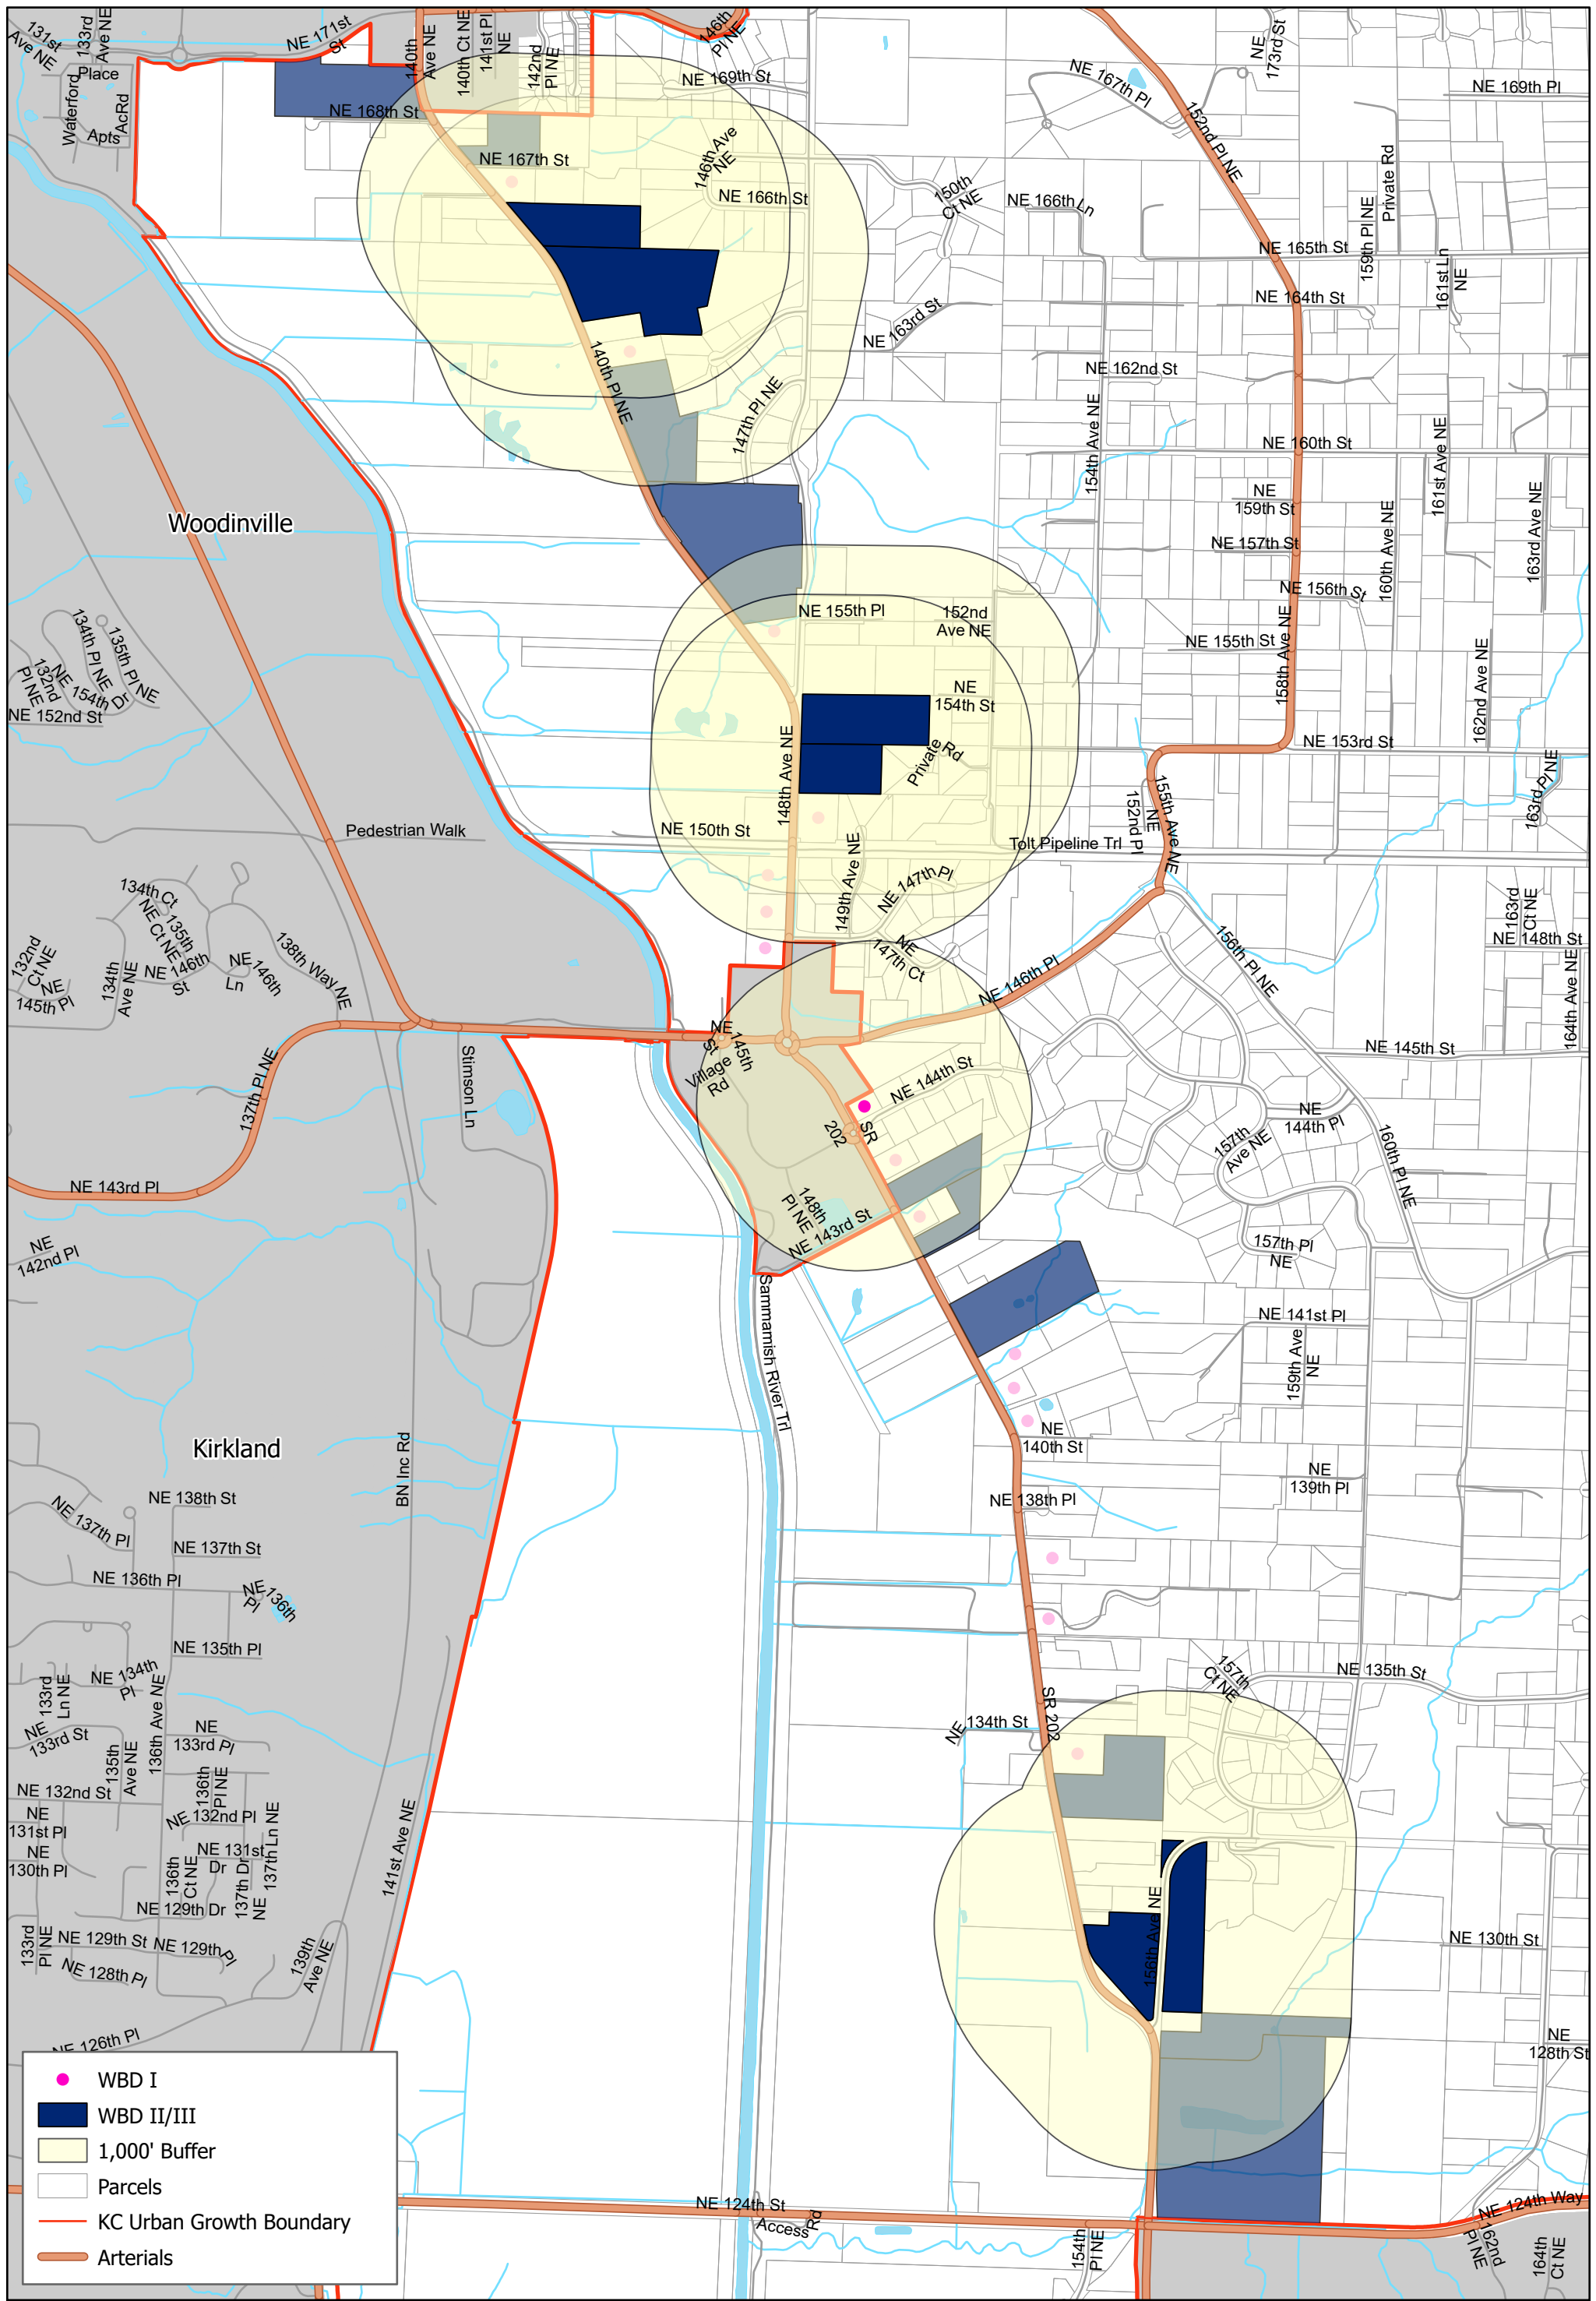 131st
Ave NE
133rd
Ave NE
NE 171st
St
140th
Ave NE
140th Ct NE
141st Pl
NE
142nd
Pl NE
146th
Pl NE
NE
173rd St
Place
Waterford
AcRd
Apts
NE 169th St
NE 167th Pl
152nd Pl NE
NE 169th Pl
NE 168th St
NE 167th St
146th Ave
NE
NE 166th St
150th
Ct NE
NE 166th Ln
159th Pl NE
Private Rd
NE 165th St
161st Ln
NE
NE 164th St
NE 163rd St
140th Pl NE
147th Pl NE
NE 162nd St
154th Ave NE
NE 160th St
161st Ave NE
Woodinville
NE
159th St
NE 157th St
160th Ave NE
163rd Ave NE
NE 156th St
NE 155th Pl
152nd
Ave NE
NE 155th St
158th Ave NE
162nd Ave NE
134th Pl NE
135th Pl NE
132nd
Pl NE
NE 154th Dr
NE 152nd St
NE
154th St
148th Ave NE
Private Rd
NE 153rd St
163rd Pl NE
152nd Pl
NE
155th Ave NE
Pedestrian Walk
NE 150th St
Tolt Pipeline Trl
149th Ave NE
NE 147th Pl
NE
147th Ct
134th Ct
NE
135th
Ct NE
132nd
Ct NE
NE
145th Pl
134th
Ave NE
NE 146th
St
NE
Ln
146th
138th Way NE
156th Pl NE
163rd
Ct NE
NE 148th St
164th Ave NE
NE 146th Pl
NE
145th
St
Village
Rd
NE 145th St
Stimson Ln
137th Pl NE
NE 144th St
SR
202
NE
144th Pl
157th
Ave NE
160th Pl NE
NE 143rd Pl
148th
Pl NE
NE 143rd St
NE
142nd Pl
157th Pl
NE
Sammamish River Trl
NE 141st Pl
159th Ave
NE
Kirkland
BN Inc Rd
NE
140th St
NE
139th Pl
NE 138th St
NE 138th Pl
NE 137th Pl
NE 137th St
NE 136th Pl
NE 136th
Pl
NE 135th Pl
NE 134th
Pl
133rd
Ln NE
136th Ave NE
157th
Ct NE
NE 135th St
SR 202
NE 134th St
NE
133rd St
NE
133rd Pl
135th
Ave NE
136th
Pl NE
NE 132nd St
NE 132nd Pl
NE
131st Pl
NE
130th Pl
NE 131st
Dr
136th
Ct NE
137th Dr
NE
137th Ln NE
141st Ave NE
NE 129th Dr
156th Ave NE
133rd
Pl NE
NE 129th St
NE 129th Pl
NE 128th Pl
139th
Ave NE
NE 130th St
NE 126th Pl
NE
128th St
WBD I
WBD II/III
1,000' Buffer
Parcels
KC Urban Growth Boundary
Arterials
NE 124th St
Access Rd
154th
Pl NE
NE 124th Way
162nd
Pl NE
164th
Ct NE